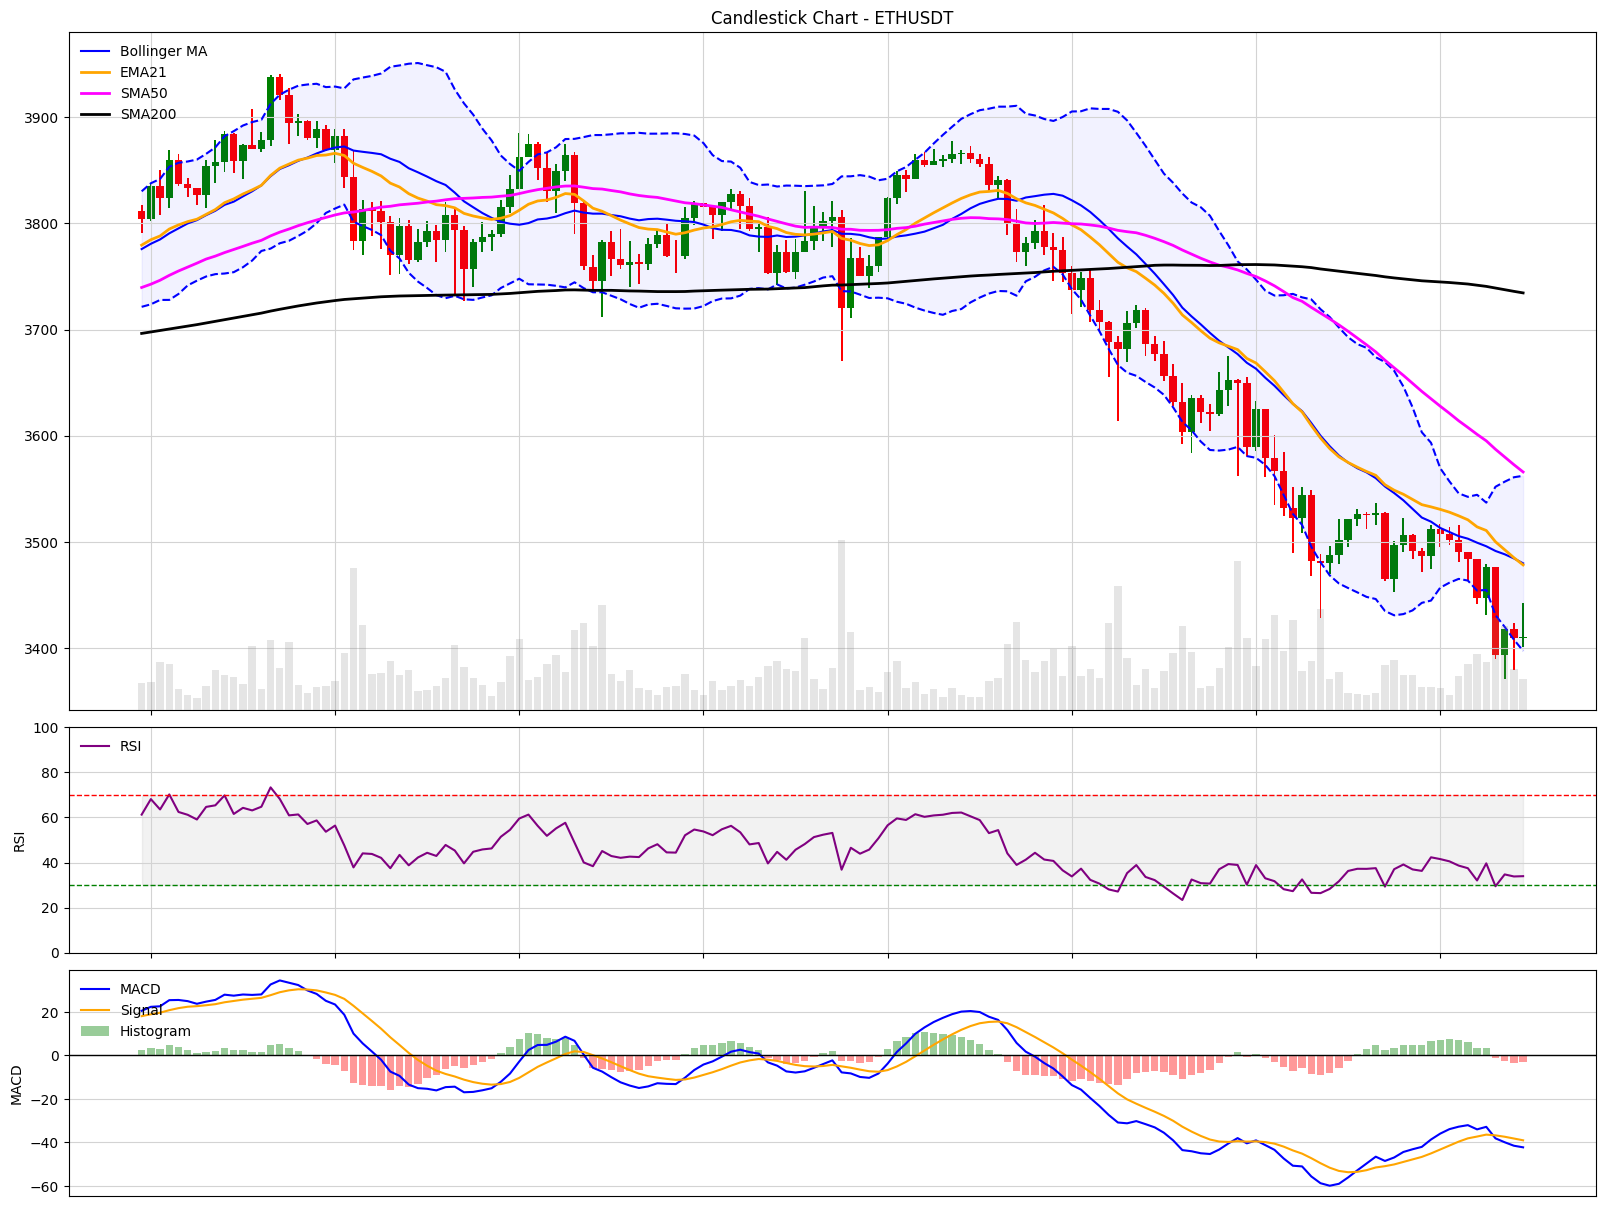 Candlestick Chart - ETHUSDT
Bollinger MA
EMA21
SMA50
SMA200
3900
3800
3700
3600
3500
3400
RSI
100
80
60
40
20
0
RSI
MACD
Signal
Histogram
20
0
−20
−40
−60
MACD